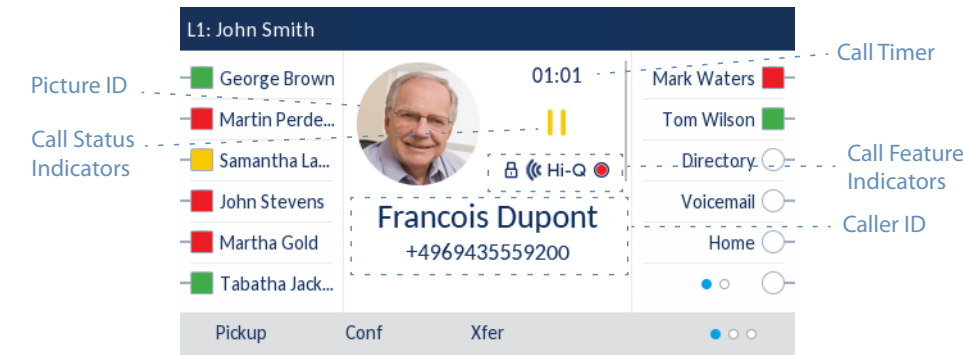 L1: John Smith
Picture ID
Call Status
Indicators
George Brown
Martin Perde...
Samantha La...
John Stevens
Martha Gold
Tabatha Jack...
01:01
Hi-Q
Francois Dupont
+4969435559200
Mark Waters
Tom Wilson
Directory
Voicemail
Home
Call Timer
Call Feature
Indicators
Caller ID
Pickup
Conf
Xfer